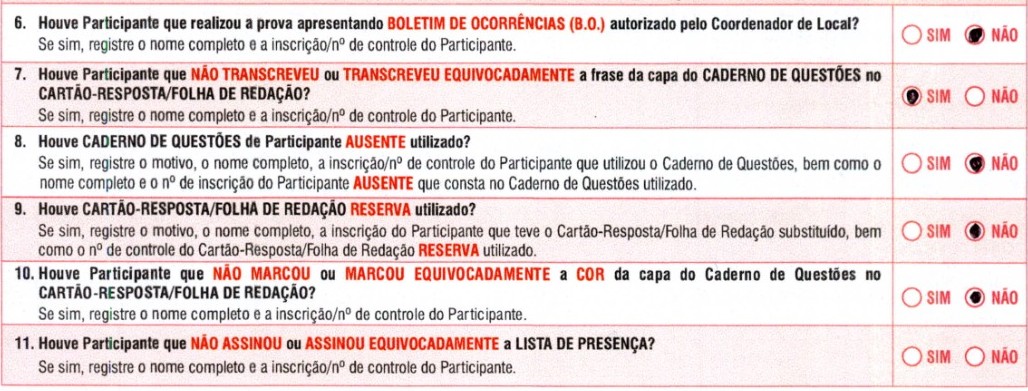 6. Houve Participante que realizou a prova apresentando BOLETIM DE OCORRÊNCIAS (B.O.) autorizado pelo Coordenador de Local?
Se sim, registre o nome completo e a inscrição/nº de controle do Participante.
SIM NÃO
7. Houve Participante que NÃO TRANSCREVEU ou TRANSCREVEU EQUIVOCADAMENTE a frase da capa do CADERNO DE QUESTÕES no
CARTÃO-RESPOSTA/FOLHA DE REDAÇÃO?
Se sim, registre o nome completo e a inscrição/nº de controle do Participante.
SIM NÃO
8. Houve CADERNO DE QUESTÕES de Participante AUSENTE utilizado?
Se sim, registre o motivo, o nome completo, a inscrição/nº de controle do Participante que utilizou o Caderno de Questões, bem como o
nome completo e o nº de inscrição do Participante AUSENTE que consta no Caderno de Questões utilizado.
SIM NÃO
9. Houve CARTÃO-RESPOSTA/FOLHA DE REDAÇÃO RESERVA utilizado?
Se sim, registre o motivo, o nome completo, a inscrição do Participante que teve o Cartão-Resposta/Folha de Redação substituído, bem
como o nº de controle do Cartão-Resposta/Folha de Redação RESERVA utilizado.
SIM NÃO
10. Houve Participante que NÃO MARCOU ou MARCOU EQUIVOCADAMENTE a COR da capa do Caderno de Questões no
CARTÃO-RESPOSTA/FOLHA DE REDAÇÃO?
Se sim, registre o nome completo e a inscrição/nº de controle do Participante.
SIM NÃO
11. Houve Participante que NÃO ASSINOU ou ASSINOU EQUIVOCADAMENTE a LISTA DE PRESENÇA?
Se sim, registre o nome completo e a inscrição/nº de controle do Participante.
SIM NÃO